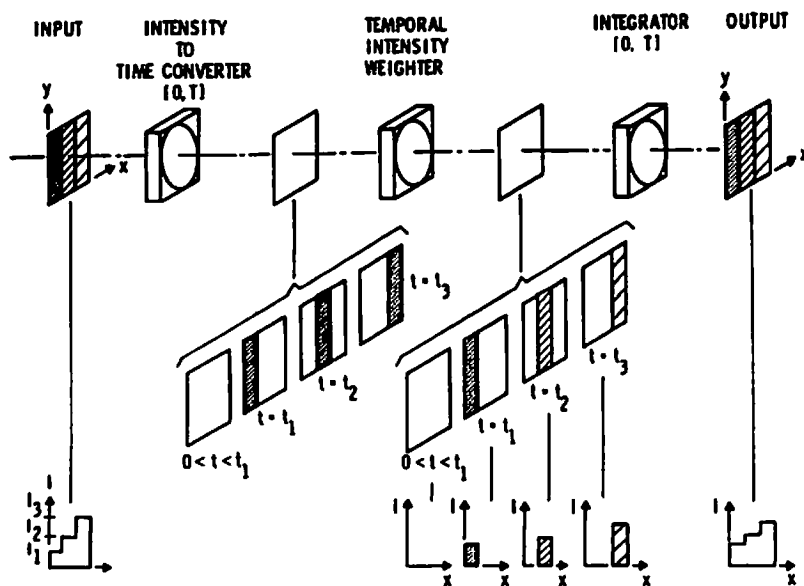 INPUT
INTENSITY
TO
TIME CONVERTER
[0,T]
TEMPORAL
INTENSITY
WEIGHTER
INTEGRATOR
[0, T]
OUTPUT
y
x
x
t = t3
t = t2
t = t1
0 < t < t1
t = t3
t = t2
t = t1
0 < t < t1
I
I3
I2
I1
x
I
x
I
x
I
x
I
x
I
x